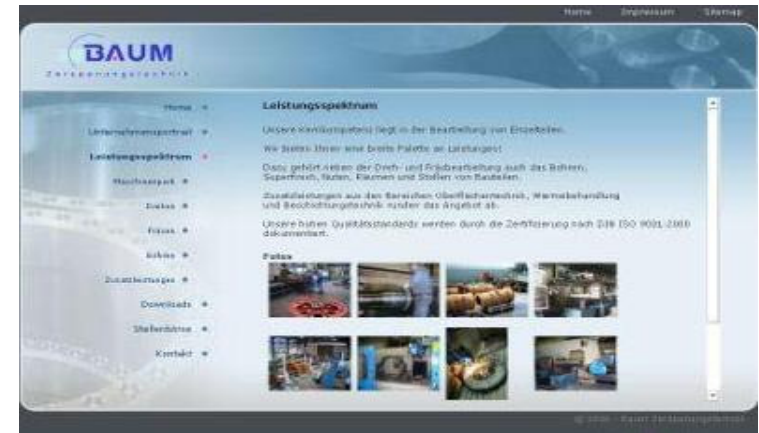 Home Impressum Sitemap
BAUM
Zerspanungstechnik
Home
Unternehmensportrait
Leistungsspektrum
Maschinenpark
Drehen
Fräsen
Bohren
Zusatzleistungen
Downloads
Stellenbörse
Kontakt
Leistungsspektrum
Unsere Kernkompetenz liegt in der Bearbeitung von Einzelteilen.
Wir bieten Ihnen eine breite Palette an Leistungen:
Dazu gehört neben der Dreh- und Fräsbearbeitung auch das Bohren,
Superfinish, Nuten, Räumen und Stoßen von Bauteilen.
Zusatzleistungen aus den Bereichen Oberflächentechnik, Wärmebehandlung
und Beschichtungstechnik runden das Angebot ab.
Unsere hohen Qualitätsstandards werden durch die Zertifizierung nach DIN ISO 9001-2000
dokumentiert.
Fotos
Baum Zerspanungstechnik